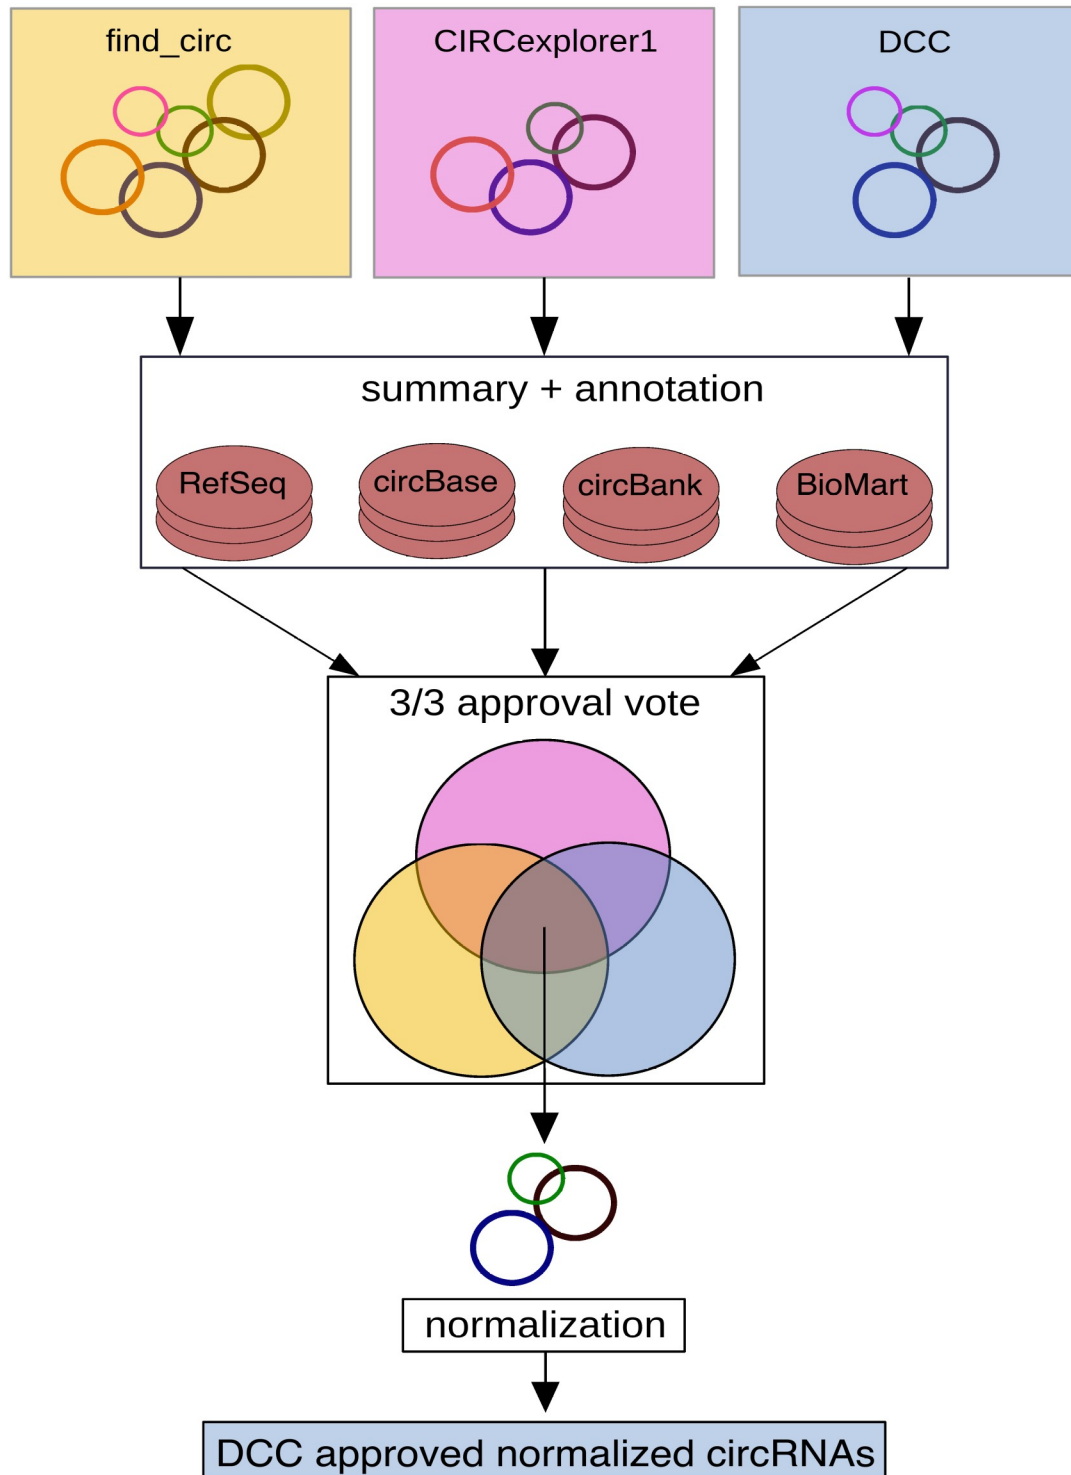 find_circ
CIRCexplorer1
DCC
summary + annotation
RefSeq
circBase
circBank
BioMart
3/3 approval vote
normalization
DCC approved normalized circRNAs